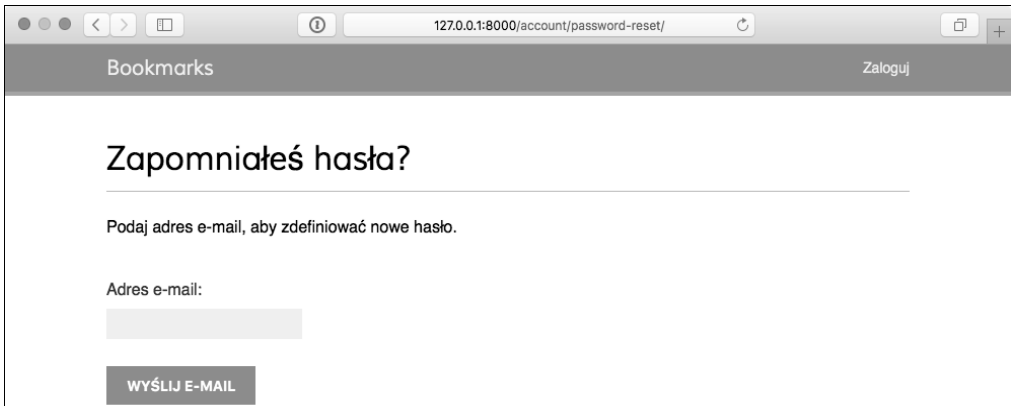 127.0.0.1:8000/account/password-reset/
Bookmarks
Zaloguj
Zapomniałeś hasła?
Podaj adres e-mail, aby zdefiniować nowe hasło.
Adres e-mail:
WYŚLIJ E-MAIL